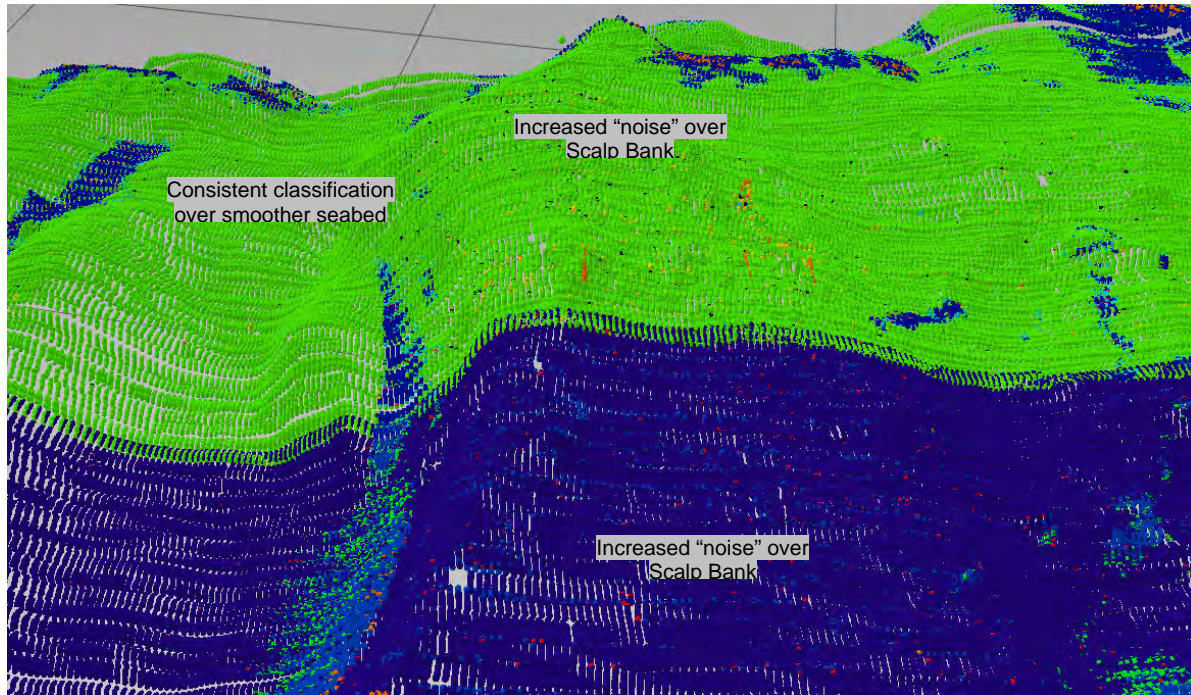 Increased “noise” over
Scalp Bank
Consistent classification
over smoother seabed
Increased “noise” over
Scalp Bank